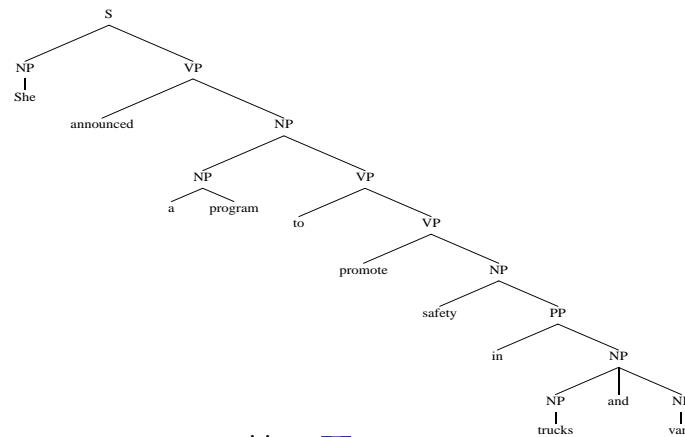 S
NP VP
She
announced NP
NP VP
a program to VP
promote NP
safety PP
in NP
NP and
trucks